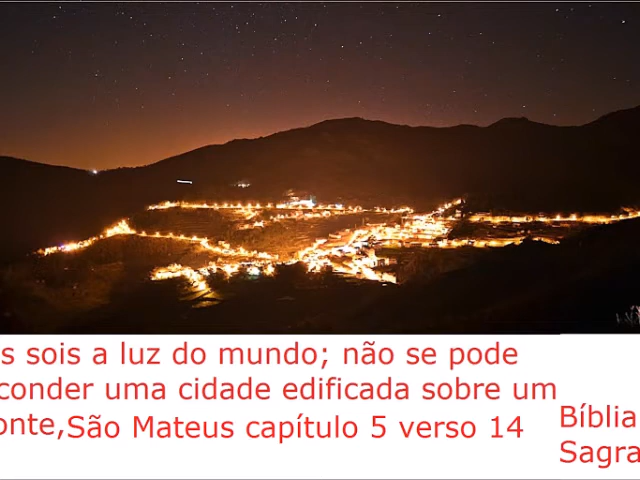 s sois a luz do mundo; não se pode
conder uma cidade edificada sobre um
onte,São Mateus capítulo 5 verso 14
Bíblia
Sagra